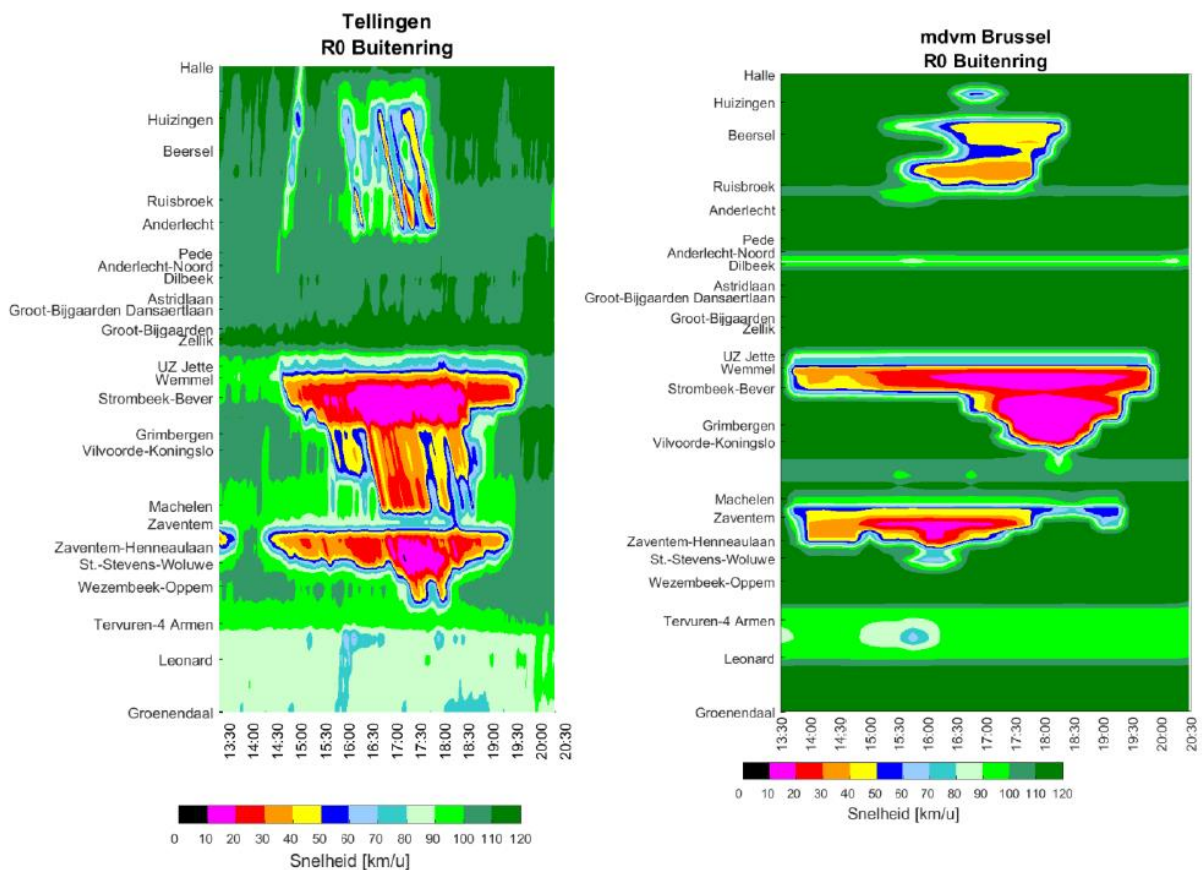 Tellingen
R0 Buitenring
Halle
Huizingen
Beersel
Ruisbroek
Anderlecht
Pede
Anderlecht-Noord
Dilbeek
Astridlaan
Groot-Bijgaarden Dansaertlaan
Groot-Bijgaarden
Zellik
UZ Jette
Wemmel
Strombeek-Bever
Grimbergen
Vilvoorde-Koningslo
Machelen
Zaventem
Zaventem-Henneaulaan
St.-Stevens-Woluwe
Wezembeek-Oppem
Tervuren-4 Armen
Leonard
Groenendaal
13:30 14:00 14:30 15:00 15:30 16:00 16:30 17:00 17:30 18:00 18:30 19:00 19:30 20:00 20:30
0 10 20 30 40 50 60 70 80 90 100 110 120
Snelheid [km/u]
mdvm Brussel
R0 Buitenring
Halle
Huizingen
Beersel
Ruisbroek
Anderlecht
Pede
Anderlecht-Noord
Dilbeek
Astridlaan
Groot-Bijgaarden Dansaertlaan
Groot-Bijgaarden
Zellik
UZ Jette
Wemmel
Strombeek-Bever
Grimbergen
Vilvoorde-Koningslo
Machelen
Zaventem
Zaventem-Henneaulaan
St.-Stevens-Woluwe
Wezembeek-Oppem
Tervuren-4 Armen
Leonard
Groenendaal
13:30 14:00 14:30 15:00 15:30 16:00 16:30 17:00 17:30 18:00 18:30 19:00 19:30 20:00 20:30
0 10 20 30 40 50 60 70 80 90 100 110 120
Snelheid [km/u]